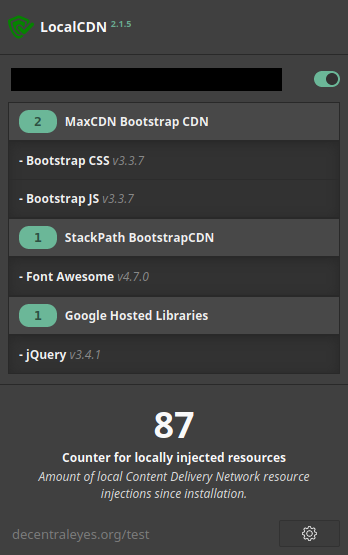 LocalCDN 2.1.5
2 MaxCDN Bootstrap CDN
- Bootstrap CSS v3.3.7
- Bootstrap JS v3.3.7
1 StackPath BootstrapCDN
- Font Awesome v4.7.0
1 Google Hosted Libraries
- jQuery v3.4.1
87
Counter for locally injected resources
Amount of local Content Delivery Network resource
injections since installation.
decentraleyes.org/test